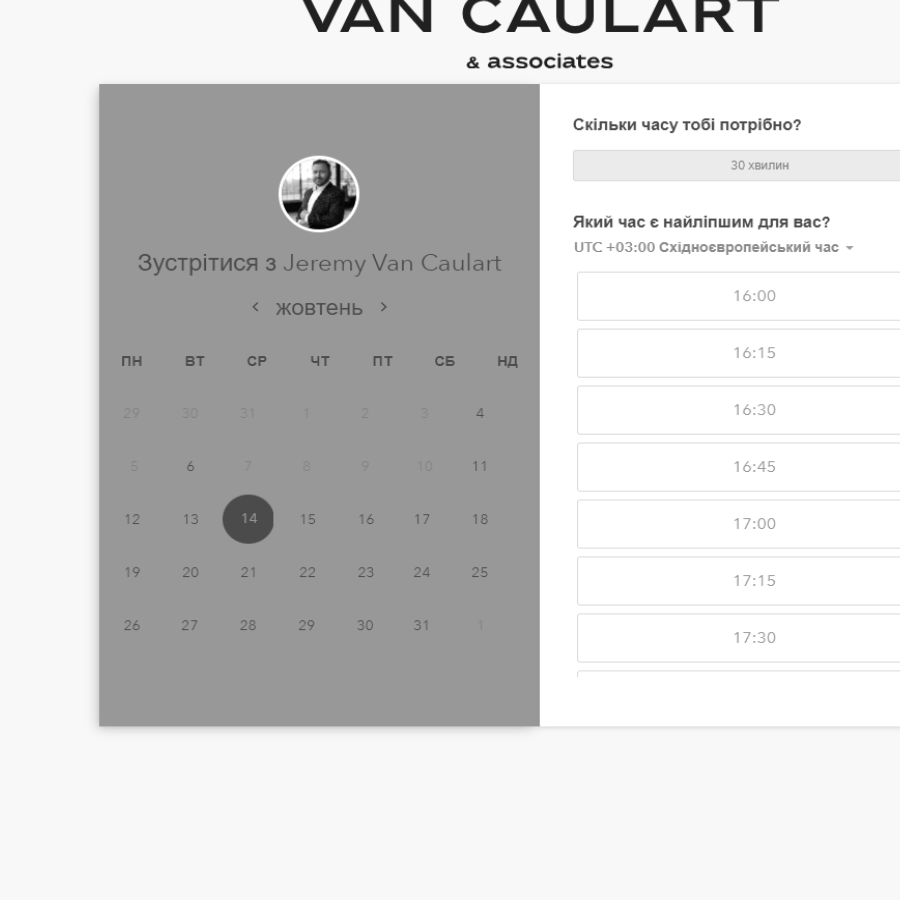 VAN CAULART
& associates
Зустрітися з Jeremy Van Caulart
жовтень
ПН ВТ СР ЧТ ПТ СБ НД
29 30 31 1 2 3 4
5 6 7 8 9 10 11
12 13 14 15 16 17 18
19 20 21 22 23 24 25
26 27 28 29 30 31 1
Скільки часу тобі потрібно?
30 хвилин
Який час є найліпшим для вас?
UTC +03:00 Східноєвропейський час
16:00
16:15
16:30
16:45
17:00
17:15
17:30